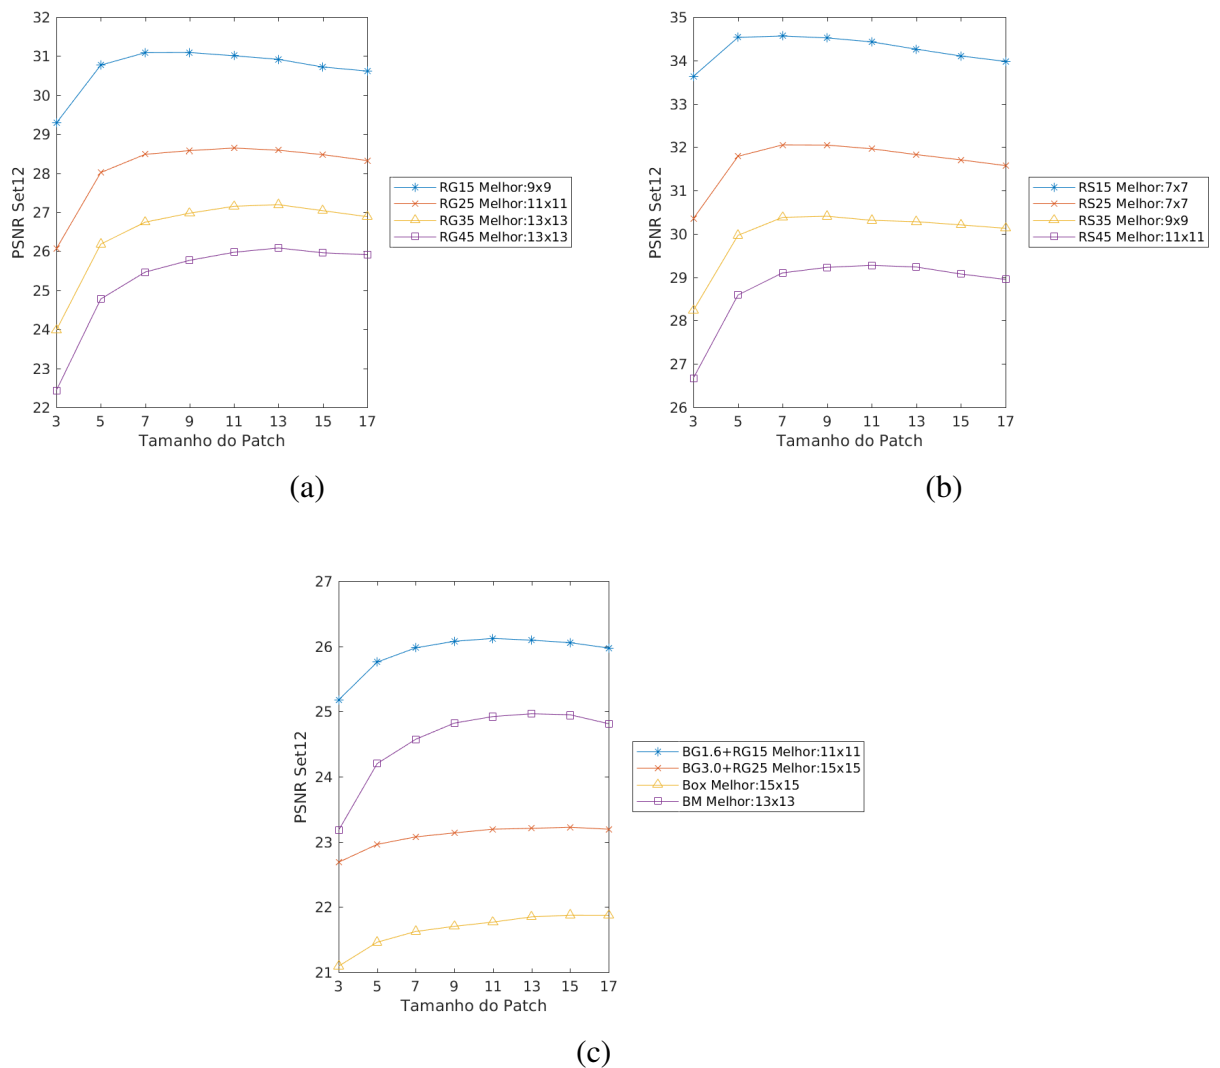 32
31
30
29
28
27
26
25
24
23
22
PSNR Set12
3 5 7 9 11 13 15 17
Tamanho do Patch
RG15 Melhor:9x9
RG25 Melhor:11x11
RG35 Melhor:13x13
RG45 Melhor:13x13
(a)
35
34
33
32
31
30
29
28
27
26
PSNR Set12
3 5 7 9 11 13 15 17
Tamanho do Patch
RS15 Melhor:7x7
RS25 Melhor:7x7
RS35 Melhor:9x9
RS45 Melhor:11x11
(b)
27
26
25
24
23
22
21
PSNR Set12
3 5 7 9 11 13 15 17
Tamanho do Patch
BG1.6+RG15 Melhor:11x11
BG3.0+RG25 Melhor:15x15
Box Melhor:15x15
BM Melhor:13x13
(c)